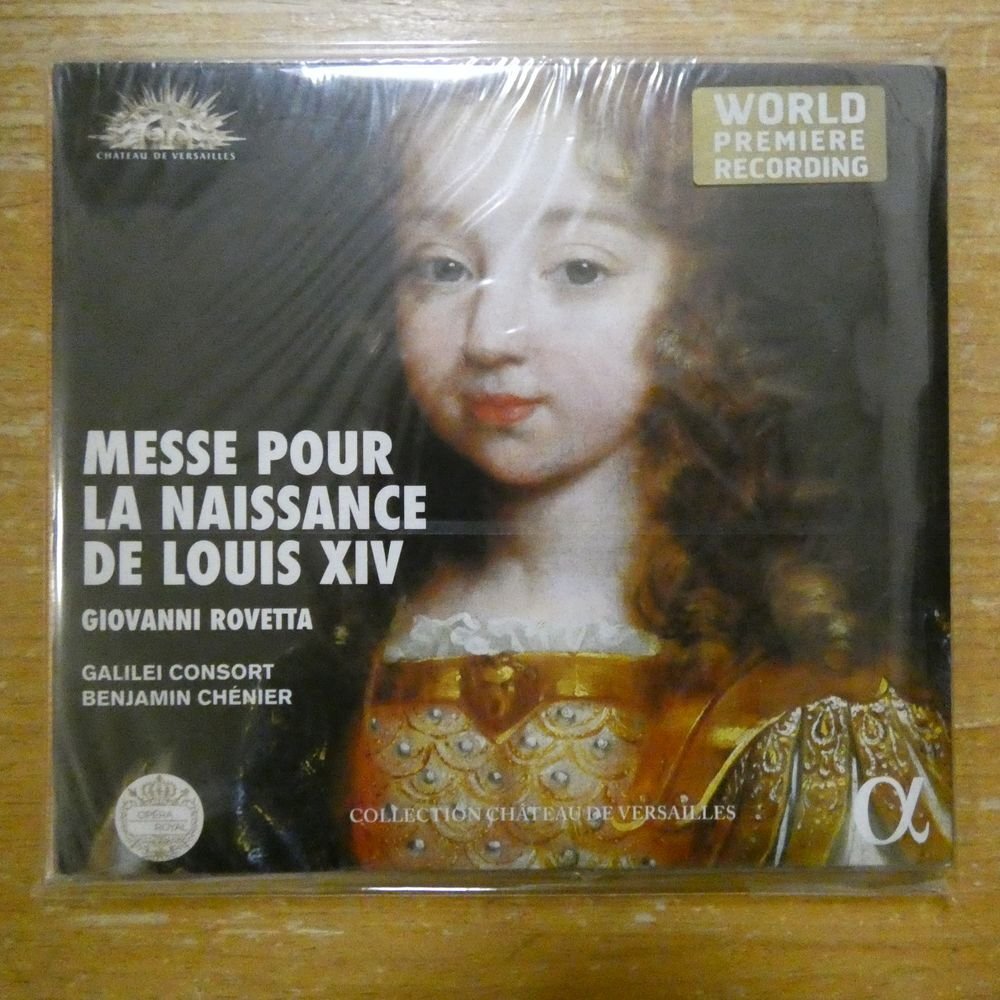 CHATEAU DE VERSAILLES
WORLD
PREMIERE
RECORDING
MESSE POUR
LA NAISSANCE
DE LOUIS XIV
GIOVANNI ROVETTA
GALILEI CONSORT
BENJAMIN CHÉNIER
OPÉRA
ROYAL
COLLECTION CHÂTEAU DE VERSAILLES
α